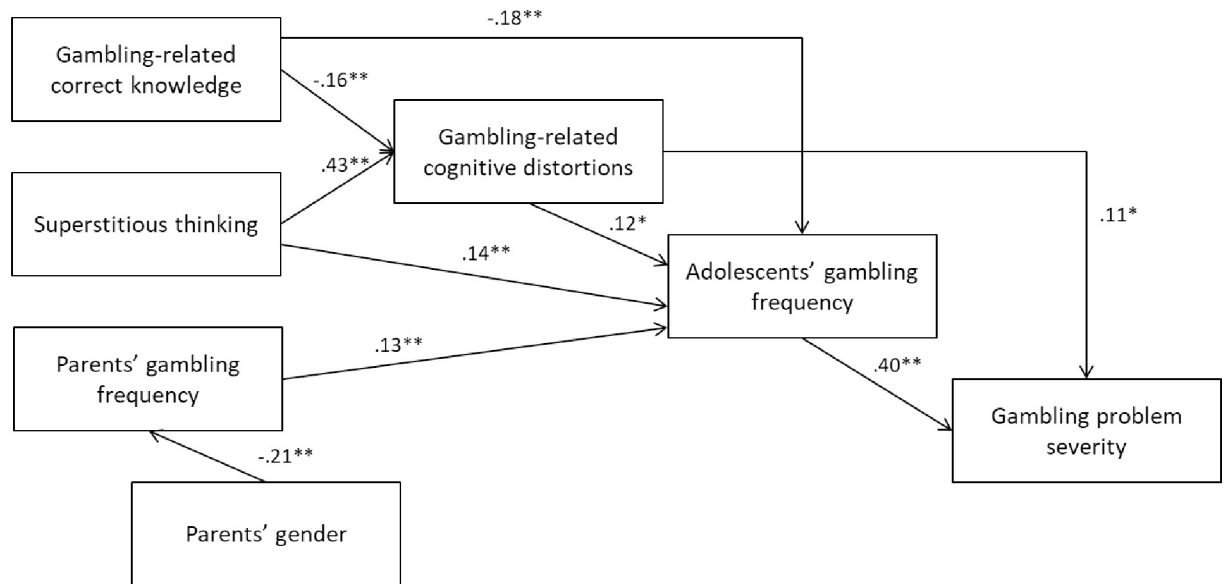 -.18**
Gambling-related
correct knowledge
-.16**
Gambling-related
cognitive distortions
.43**
Superstitious thinking
.12*
.11*
.14**
Adolescents’ gambling
frequency
.13**
Parents’ gambling
frequency
.40**
Gambling problem
severity
-.21**
Parents’ gender